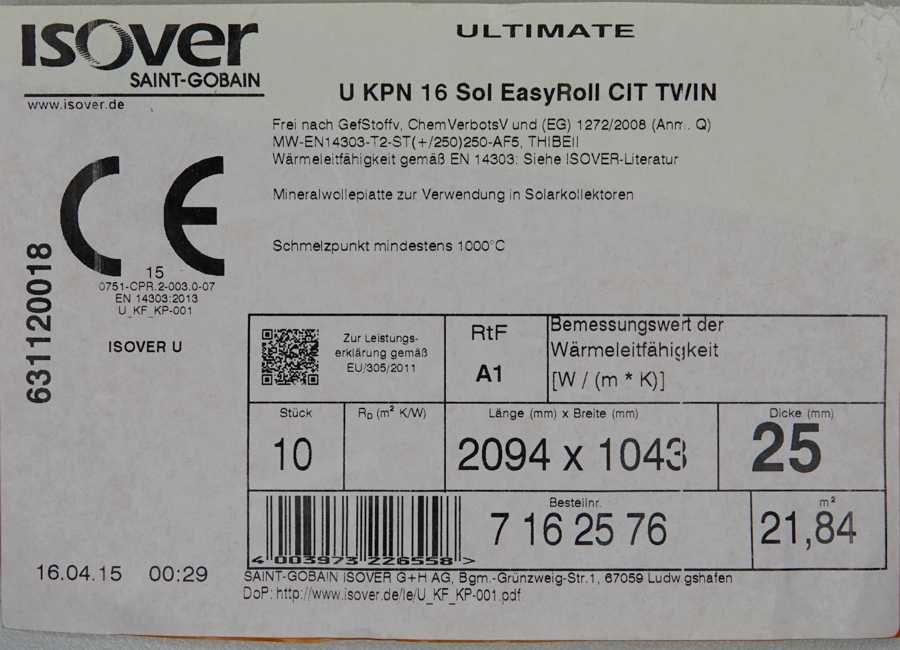 ISOVER
SAINT-GOBAIN
www.isover.de
ULTIMATE
U KPN 16 Sol EasyRoll CIT TWIN
Frei nach GefStoffv, ChemVerbotsV und (EG) 1272/2008 (Anm. Q)
MW-EN14303-T2-ST(+/250)250-AF5, THIBEII
Wärmeleitfähigkeit gemäß EN 14303: Siehe ISOVER-Literatur
Mineralwolleplatte zur Verwendung in Solarkollektoren
Schmelzpunkt mindestens 1000°C
CE
15
0751-CPR.2-003.0-07
EN 14303:2013
U_KF_KP-001
ISOVER U
631120018
Zur Leistungs-
erklärung gemäß
EU/305/2011
RtF
A1
Bemessungswert der
Wärmeleitfähigkeit
[W / (m * K)]
Stück
10
RD (m² K/W)
Länge (mm) x Breite (mm)
2094 x 1043
Dicke (mm)
25
4 003973 226558 >
Bestellnr.
7 16 25 76
m²
21,84
16.04.15 00:29
SAINT-GOBAIN ISOVER G+H AG, Bgm.-Grünzweig-Str.1, 67059 Ludwigshafen
DoP: http://www.isover.de/le/U_KF_KP-001.pdf